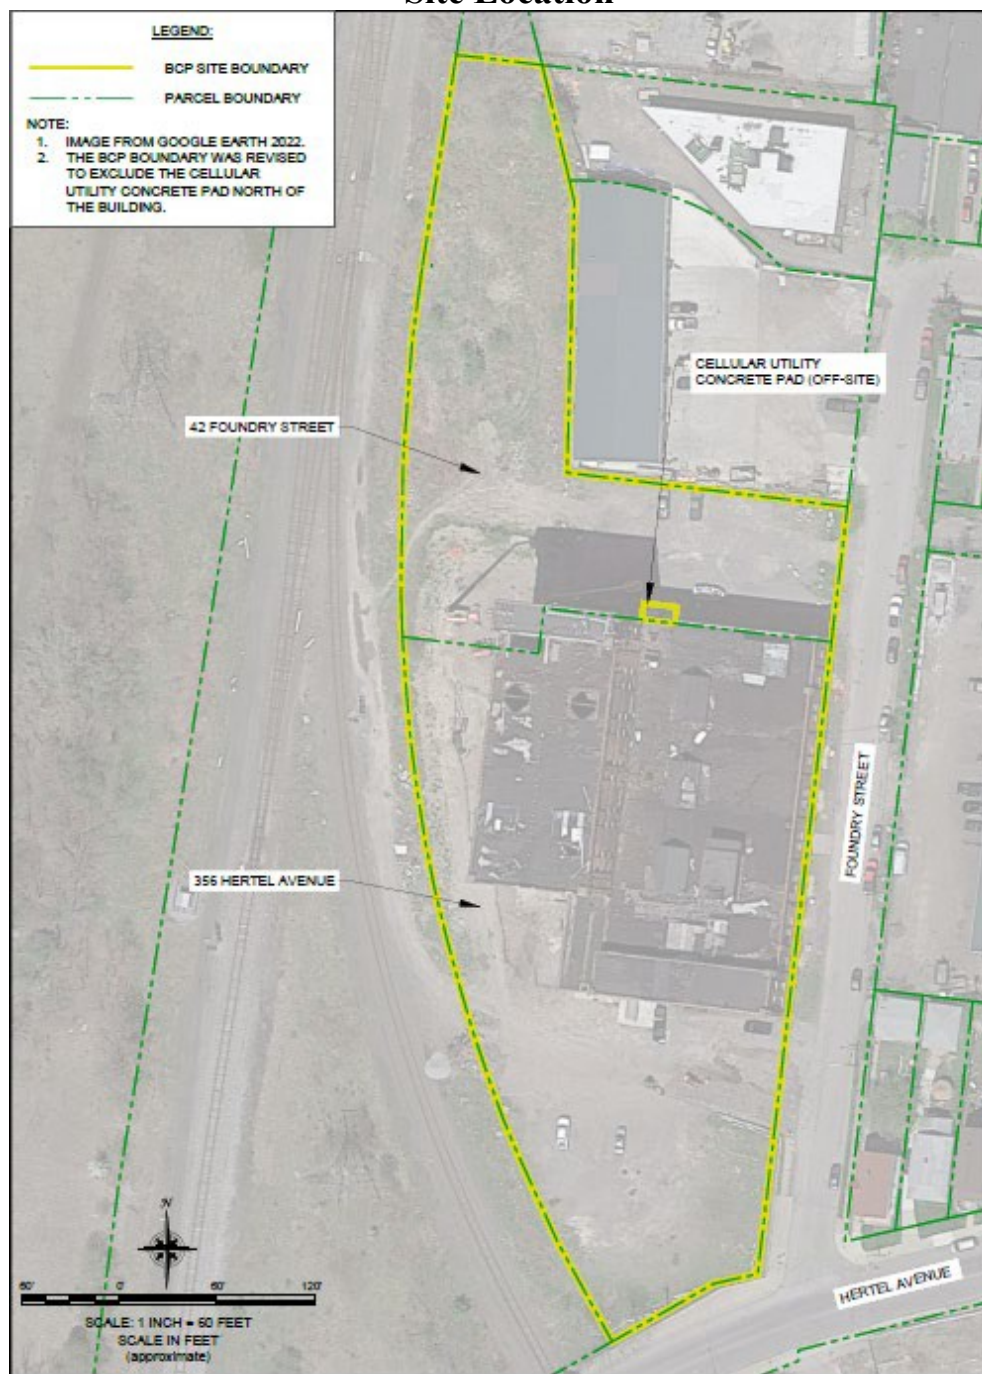 Site Location
LEGEND:
BCP SITE BOUNDARY
PARCEL BOUNDARY
NOTE:
1. IMAGE FROM GOOGLE EARTH 2022.
2. THE BCP BOUNDARY WAS REVISED
TO EXCLUDE THE CELLULAR
UTILITY CONCRETE PAD NORTH OF
THE BUILDING.
CELLULAR UTILITY
CONCRETE PAD (OFF-SITE)
42 FOUNDRY STREET
FOUNDRY STREET
356 HERTEL AVENUE
HERTEL AVENUE
N
60' 0' 60' 120'
SCALE: 1 INCH = 60 FEET
SCALE IN FEET
(approximate)